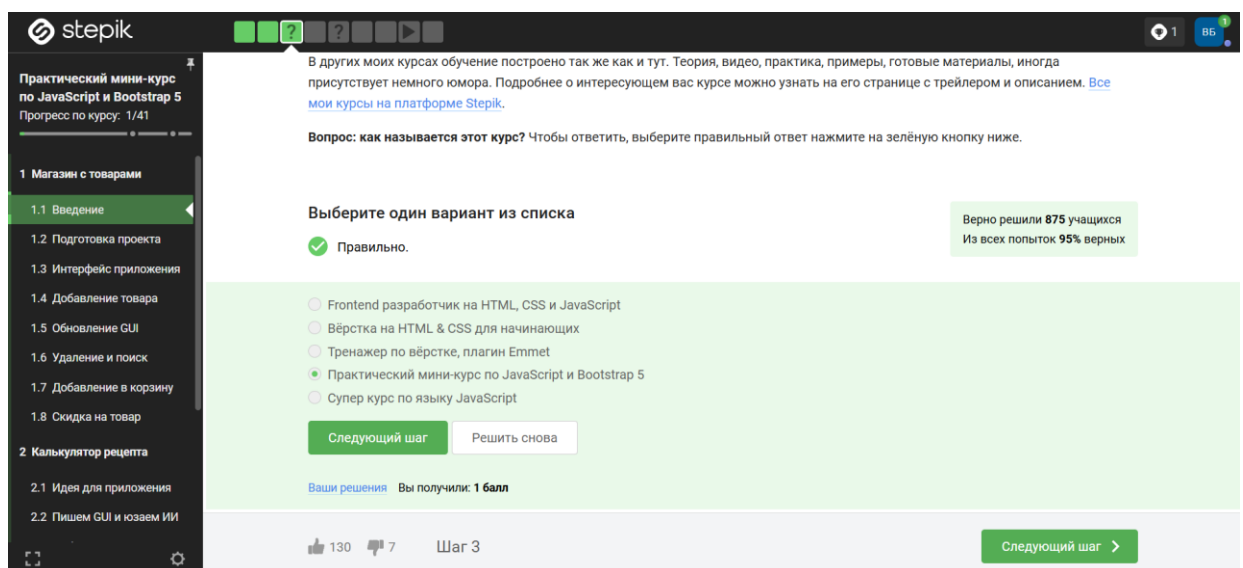 stepik
?
?
1
ВБ
1
Практический мини-курс
по JavaScript и Bootstrap 5
Прогресс по курсу: 1/41
1 Магазин с товарами
1.1 Введение
1.2 Подготовка проекта
1.3 Интерфейс приложения
1.4 Добавление товара
1.5 Обновление GUI
1.6 Удаление и поиск
1.7 Добавление в корзину
1.8 Скидка на товар
2 Калькулятор рецепта
2.1 Идея для приложения
2.2 Пишем GUI и юзаем ИИ
В других моих курсах обучение построено так же как и тут. Теория, видео, практика, примеры, готовые материалы, иногда
присутствует немного юмора. Подробнее о интересующем вас курсе можно узнать на его странице с трейлером и описанием. Все
мои курсы на платформе Stepik.
Вопрос: как называется этот курс? Чтобы ответить, выберите правильный ответ нажмите на зелёную кнопку ниже.
Выберите один вариант из списка
Правильно.
Верно решили 875 учащихся
Из всех попыток 95% верных
Frontend разработчик на HTML, CSS и JavaScript
Вёрстка на HTML & CSS для начинающих
Тренажер по вёрстке, плагин Emmet
Практический мини-курс по JavaScript и Bootstrap 5
Супер курс по языку JavaScript
Следующий шаг
Решить снова
Ваши решения Вы получили: 1 балл
130 7 Шаг 3
Следующий шаг